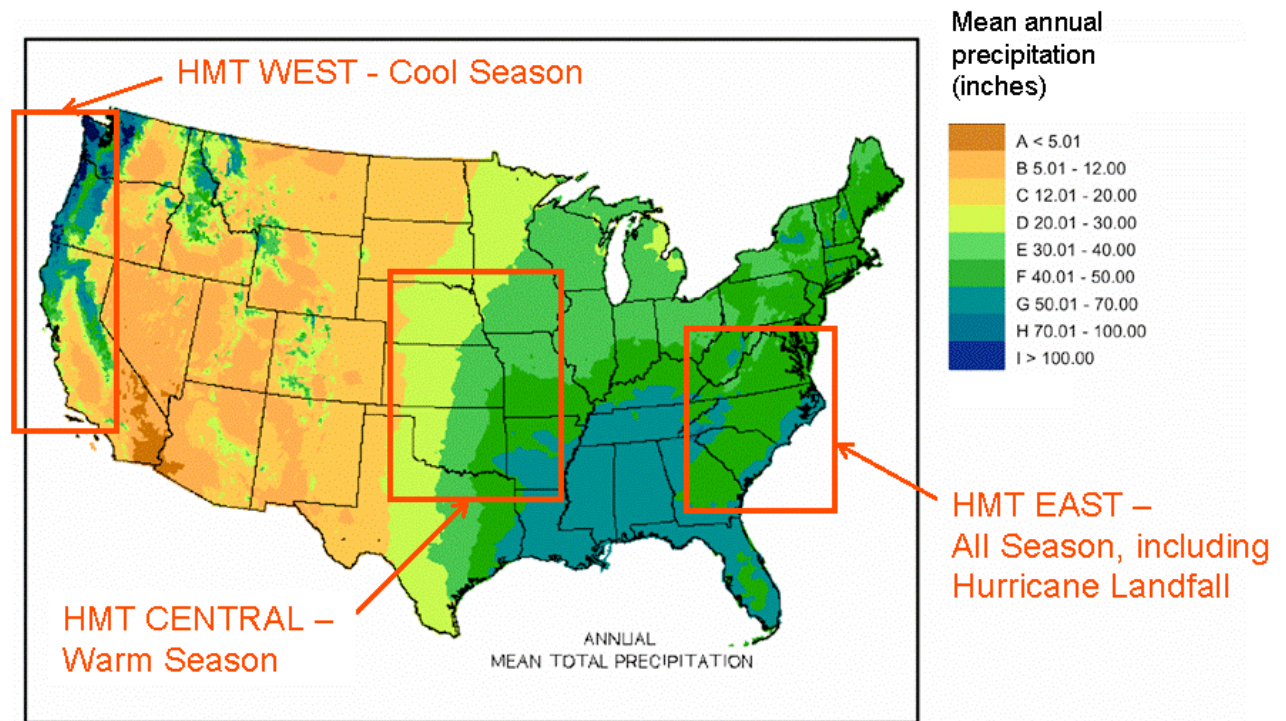 Mean annual
precipitation
(inches)
HMT WEST - Cool Season
A < 5.01
B 5.01 - 12.00
C 12.01 - 20.00
D 20.01 - 30.00
E 30.01 - 40.00
F 40.01 - 50.00
G 50.01 - 70.00
H 70.01 - 100.00
I > 100.00
HMT EAST –
All Season, including
Hurricane Landfall
HMT CENTRAL –
Warm Season
ANNUAL
MEAN TOTAL PRECIPITATION